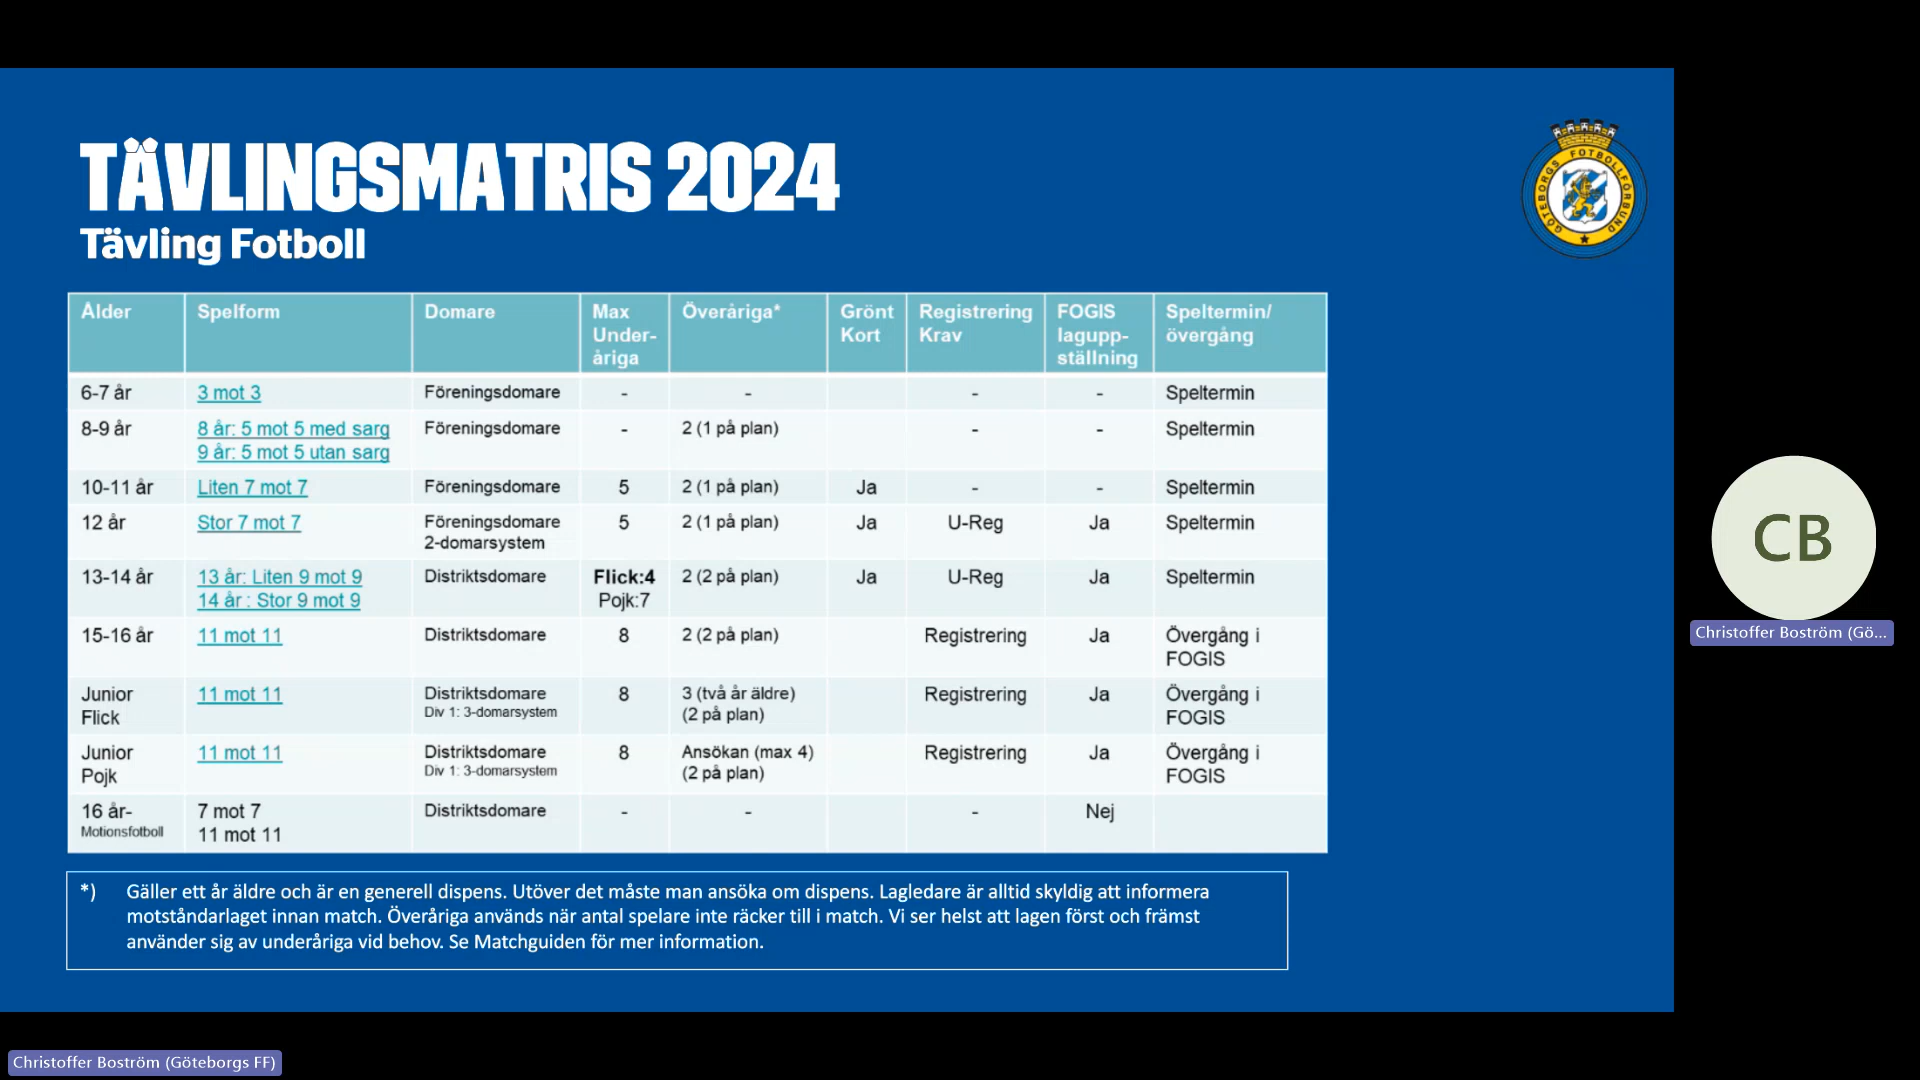 TÄVLINGSMATRIS 2024
Tävling Fotboll
GÖTEBORGS FOTBOLLFÖRBUND
Ålder Spelform Domare Max Under-åriga Överåriga* Grönt Kort Registrering Krav FOGIS laguppställning Speltermin/övergång
6-7 år 3 mot 3 Föreningsdomare - - - - Speltermin
8-9 år 8 år: 5 mot 5 med sarg Föreningsdomare - 2 (1 på plan) - - Speltermin
9 år: 5 mot 5 utan sarg
10-11 år Liten 7 mot 7 Föreningsdomare 5 2 (1 på plan) Ja - - Speltermin
12 år Stor 7 mot 7 Föreningsdomare 5 2 (1 på plan) Ja U-Reg Ja Speltermin
2-domarsystem
13-14 år 13 år: Liten 9 mot 9 Distriktsdomare Flick:4 2 (2 på plan) Ja U-Reg Ja Speltermin
14 år : Stor 9 mot 9 Pojk:7
15-16 år 11 mot 11 Distriktsdomare 8 2 (2 på plan) Registrering Ja Övergång i
FOGIS
Junior 11 mot 11 Distriktsdomare 8 3 (två år äldre) Registrering Ja Övergång i
Flick Div 1: 3-domarsystem (2 på plan) FOGIS
Junior 11 mot 11 Distriktsdomare 8 Ansökan (max 4) Registrering Ja Övergång i
Pojk Div 1: 3-domarsystem (2 på plan) FOGIS
16 år- 7 mot 7 Distriktsdomare - - - Nej
Motionsfotboll 11 mot 11
*) Gäller ett år äldre och är en generell dispens. Utöver det måste man ansöka om dispens. Lagledare är alltid skyldig att informera
motståndarlaget innan match. Överåriga används när antal spelare inte räcker till i match. Vi ser helst att lagen först och främst
använder sig av underåriga vid behov. Se Matchguiden för mer information.
CB
Christoffer Boström (Gö...
Christoffer Boström (Göteborgs FF)